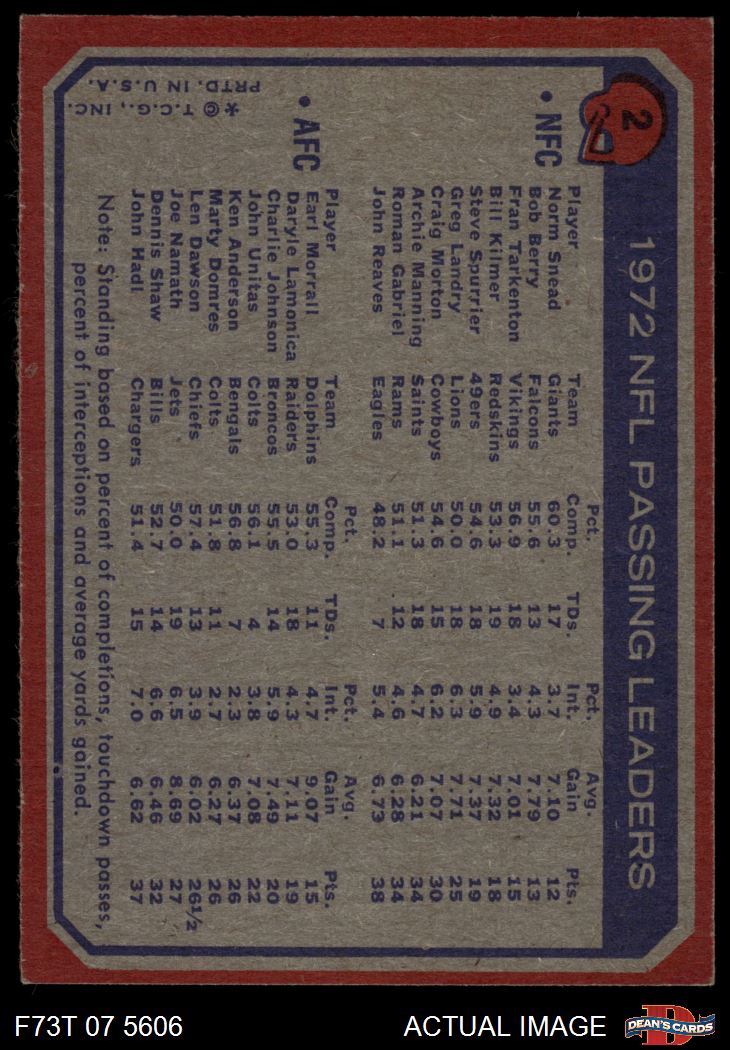 2
1972 NFL PASSING LEADERS
• NFC
Player Team Pct. Comp. TDs. Pct. Int. Avg. Gain Pts.
Norm Snead Giants 60.3 17 3.7 7.10 12
Bob Berry Falcons 55.6 13 4.3 7.79 13
Fran Tarkenton Vikings 56.9 18 3.4 7.01 15
Bill Kilmer Redskins 53.3 19 4.9 7.32 18
Steve Spurrier 49ers 54.6 18 5.9 7.37 19
Greg Landry Lions 50.0 18 6.3 7.71 25
Craig Morton Cowboys 54.6 15 6.2 7.07 30
Archie Manning Saints 51.3 18 4.7 6.21 34
Roman Gabriel Rams 51.1 12 4.6 6.28 34
John Reaves Eagles 48.2 7 5.4 6.73 38
• AFC
Player Team Pct. Comp. TDs. Pct. Int. Avg. Gain Pts.
Earl Morrall Dolphins 55.3 11 4.7 9.07 15
Daryle Lamonica Raiders 53.0 18 4.3 7.11 19
Charlie Johnson Broncos 55.5 14 5.9 7.49 20
John Unitas Colts 56.1 4 3.8 7.08 22
Ken Anderson Bengals 56.8 7 2.3 6.37 26
Marty Domres Colts 51.8 11 2.7 6.27 26
Len Dawson Chiefs 57.4 13 3.9 6.02 26½
Joe Namath Jets 50.0 19 6.5 8.69 27
Dennis Shaw Bills 52.7 14 6.6 6.46 32
John Hadl Chargers 51.4 15 7.0 6.62 37
Note: Standing based on percent of completions, touchdown passes,
percent of interceptions and average yards gained.
* © T.C.G., INC.
PRTD. IN U.S.A.
F73T 07 5606
ACTUAL IMAGE
D
DEAN'S CARDS